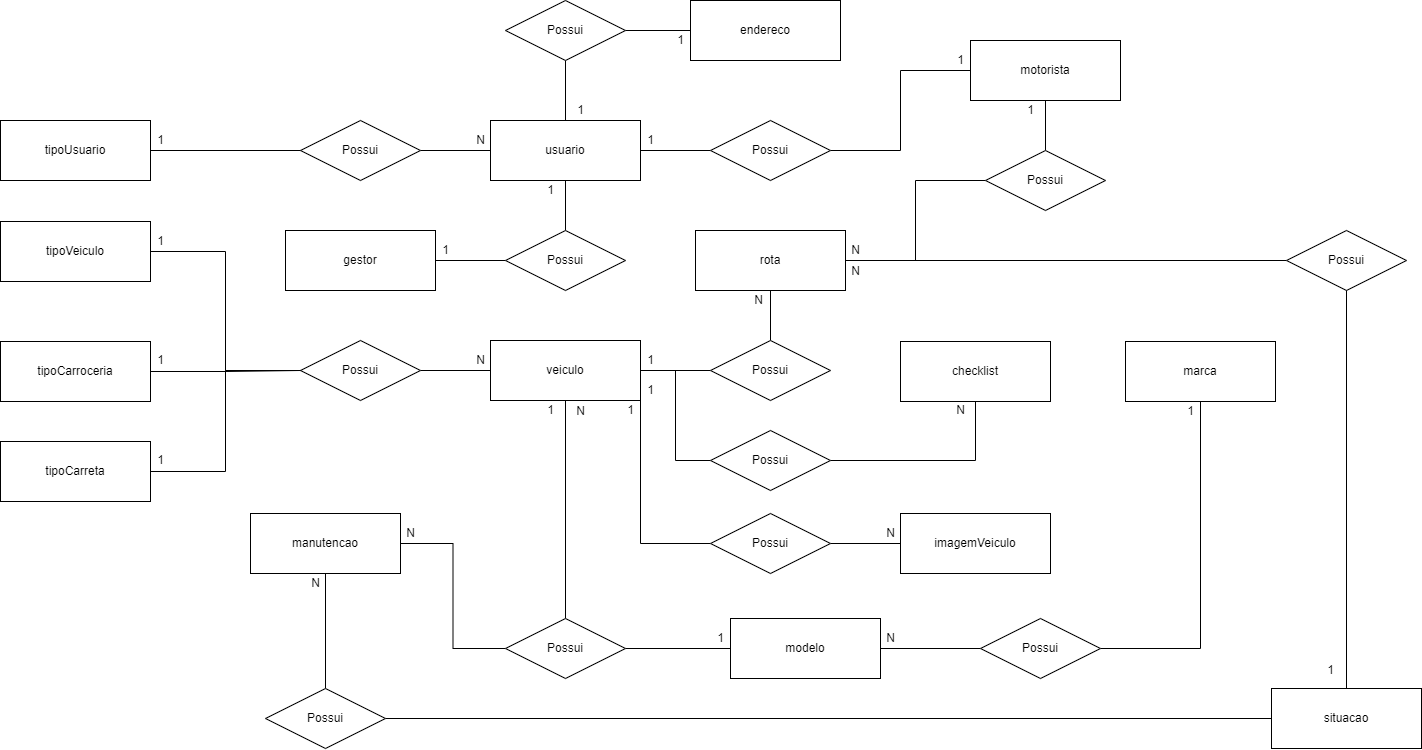 Possui
endereco
1
motorista
1
1
1
tipoUsuario
1
Possui
N
usuario
1
Possui
Possui
1
tipoVeiculo
1
gestor
1
Possui
rota
N
N
Possui
N
tipoCarroceria
1
Possui
N
veiculo
1
Possui
checklist
marca
1
1
N
1
N
1
tipoCarreta
1
Possui
manutencao
N
Possui
N
imagemVeiculo
N
Possui
1
modelo
N
Possui
1
Possui
situacao